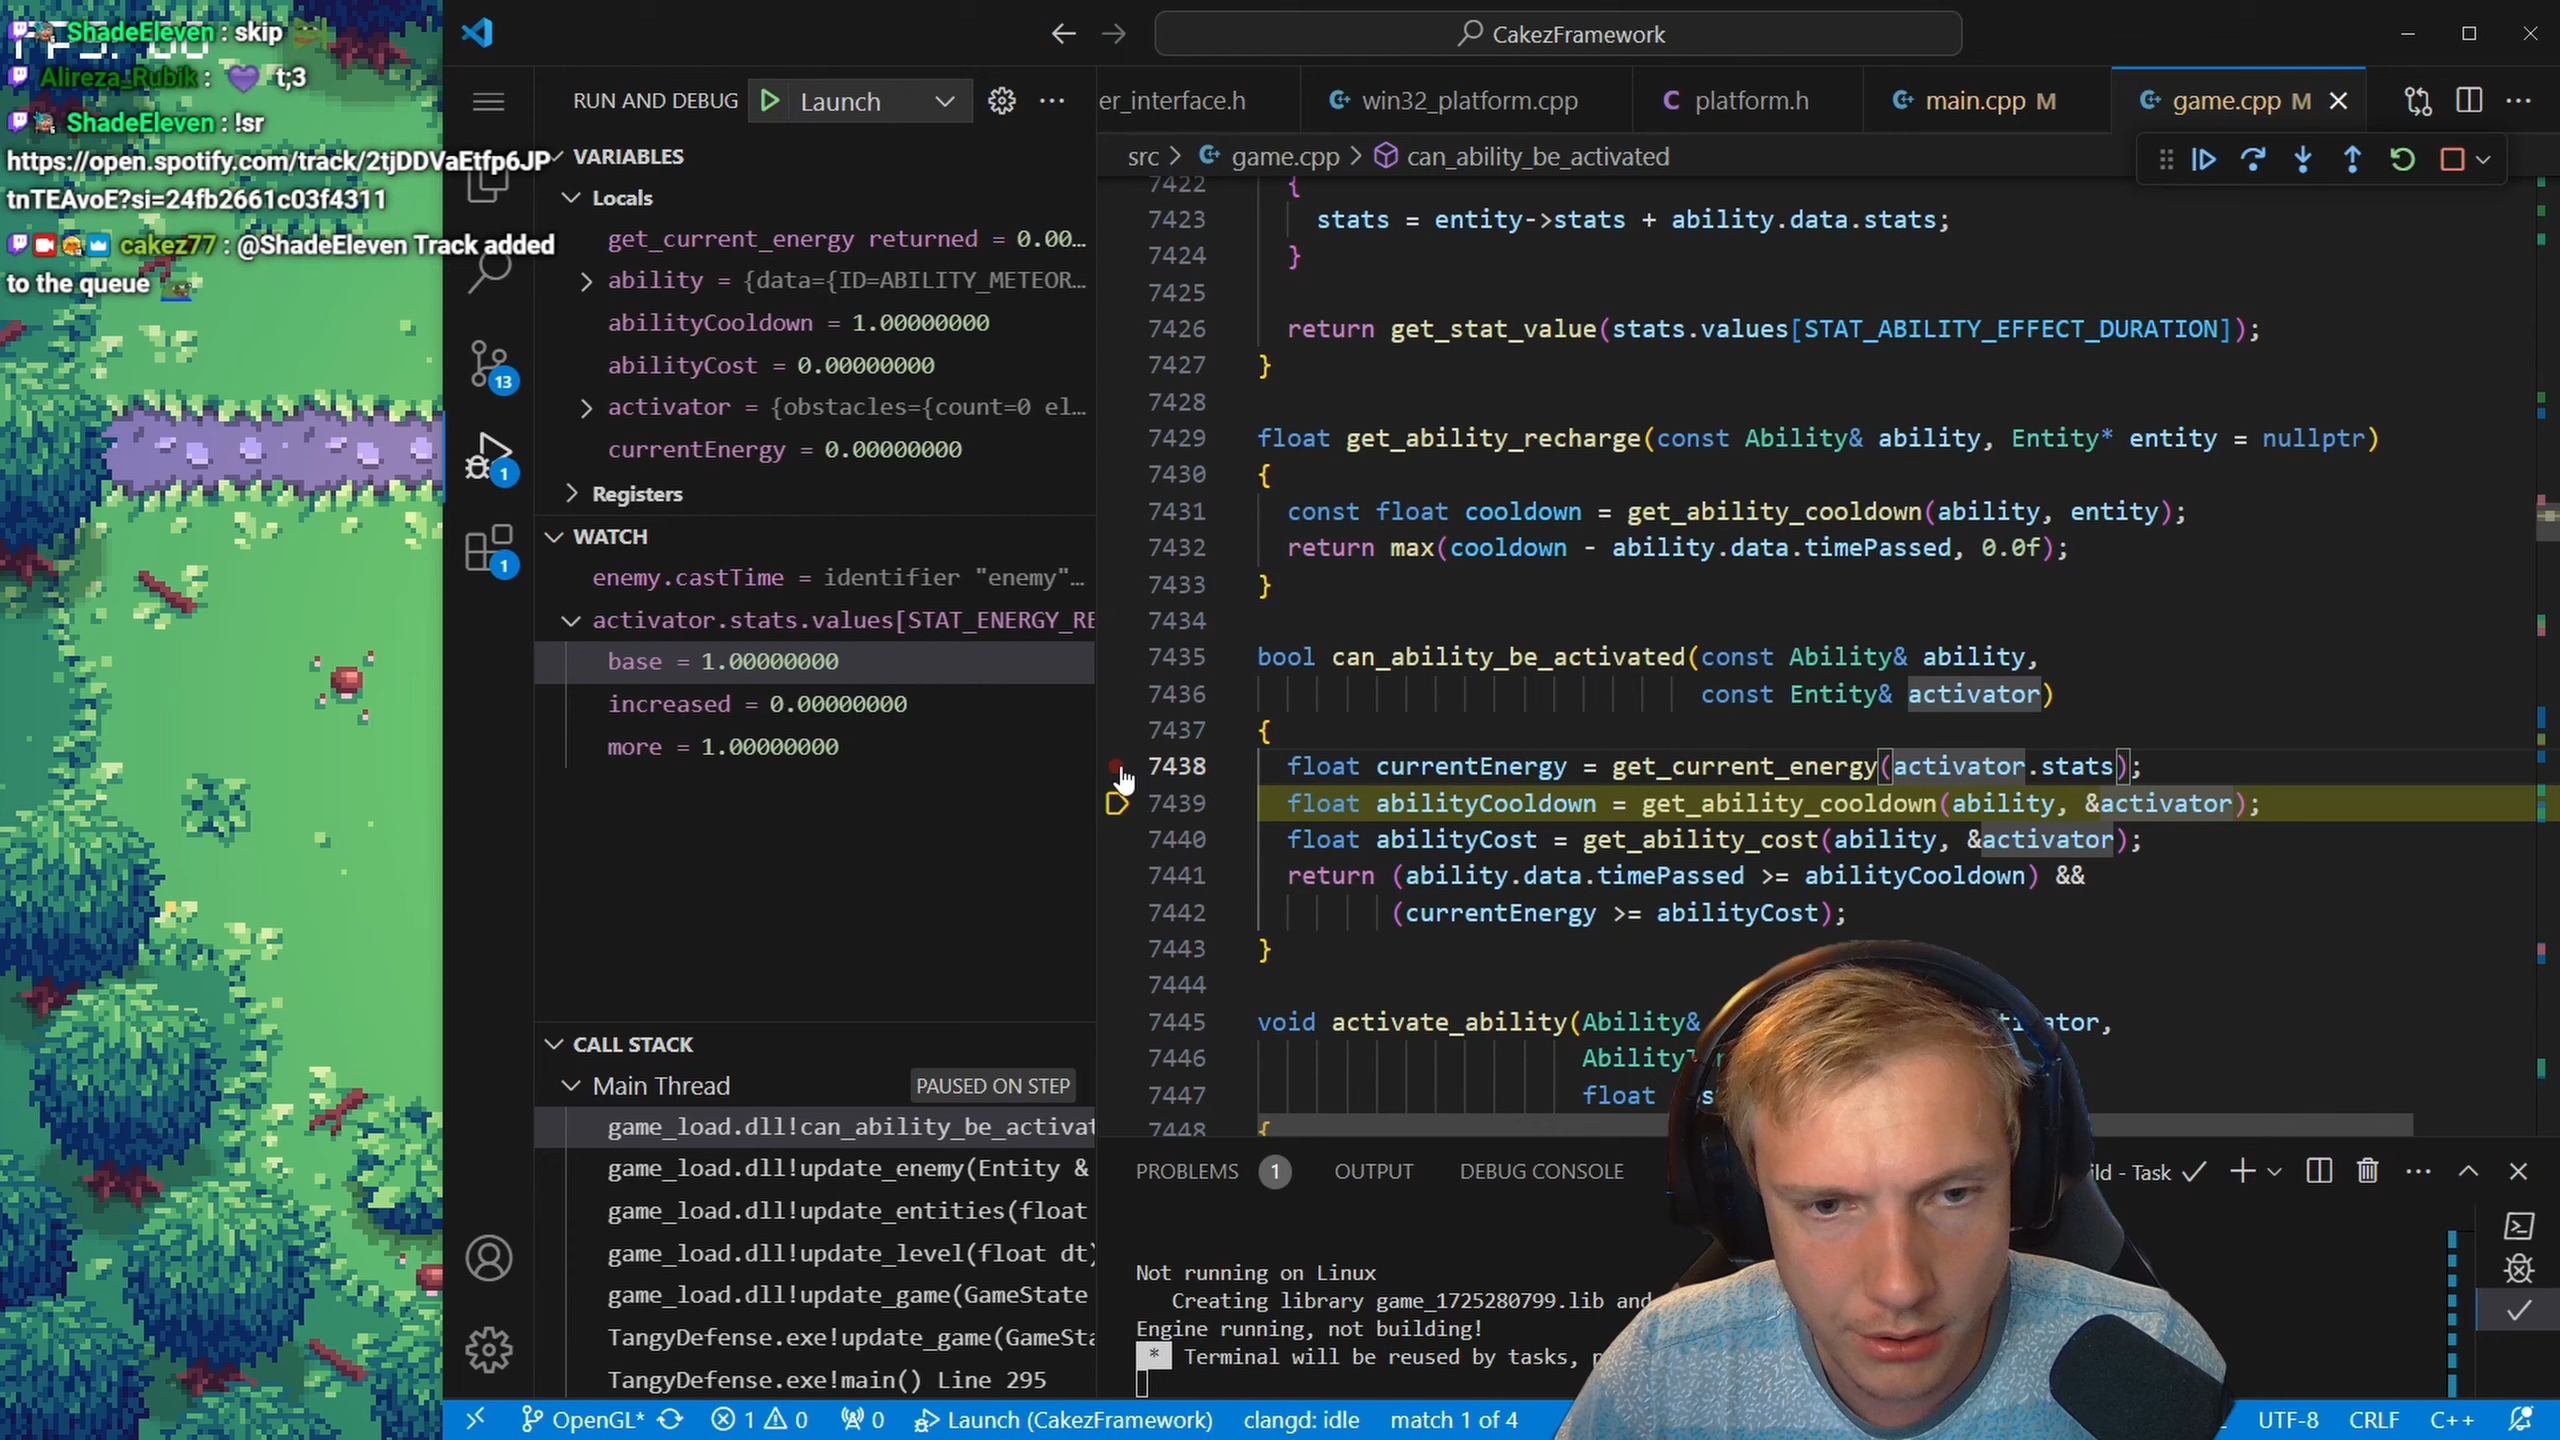 ShadeEleven : skip
Alireza_Rubik : 💜 t;3
ShadeEleven : !sr
https://open.spotify.com/track/2tjDDVaEtfp6JP
tnTEAvoE?si=24fb2661c03f4311
cakez77 : @ShadeEleven Track added
to the queue
CakezFramework
RUN AND DEBUG
Launch
er_interface.h
win32_platform.cpp
platform.h
main.cpp M
game.cpp M
src > game.cpp > can_ability_be_activated
VARIABLES
Locals
get_current_energy returned = 0.00…
ability = {data={ID=ABILITY_METEOR…
abilityCooldown = 1.00000000
abilityCost = 0.00000000
activator = {obstacles={count=0 el…
currentEnergy = 0.00000000
Registers
WATCH
enemy.castTime = identifier "enemy"…
activator.stats.values[STAT_ENERGY_RE
base = 1.00000000
increased = 0.00000000
more = 1.00000000
CALL STACK
Main Thread
PAUSED ON STEP
game_load.dll!can_ability_be_activat
game_load.dll!update_enemy(Entity &
game_load.dll!update_entities(float
game_load.dll!update_level(float dt)
game_load.dll!update_game(GameState
TangyDefense.exe!update_game(GameSta
TangyDefense.exe!main() Line 295
13
1
1
7422 {
7423 stats = entity->stats + ability.data.stats;
7424 }
7425
7426 return get_stat_value(stats.values[STAT_ABILITY_EFFECT_DURATION]);
7427 }
7428
7429 float get_ability_recharge(const Ability& ability, Entity* entity = nullptr)
7430 {
7431 const float cooldown = get_ability_cooldown(ability, entity);
7432 return max(cooldown - ability.data.timePassed, 0.0f);
7433 }
7434
7435 bool can_ability_be_activated(const Ability& ability,
7436 const Entity& activator)
7437 {
7438 float currentEnergy = get_current_energy(activator.stats);
7439 float abilityCooldown = get_ability_cooldown(ability, &activator);
7440 float abilityCost = get_ability_cost(ability, &activator);
7441 return (ability.data.timePassed >= abilityCooldown) &&
7442 (currentEnergy >= abilityCost);
7443 }
7444
7445 void activate_ability(Ability&
7446
7447 float
7448 {
PROBLEMS 1 OUTPUT DEBUG CONSOLE
ld - Task
Not running on Linux
Creating library game_1725280799.lib and
Engine running, not building!
* Terminal will be reused by tasks,
OpenGL* 1 0 0 Launch (CakezFramework) clangd: idle match 1 of 4 UTF-8 CRLF C++